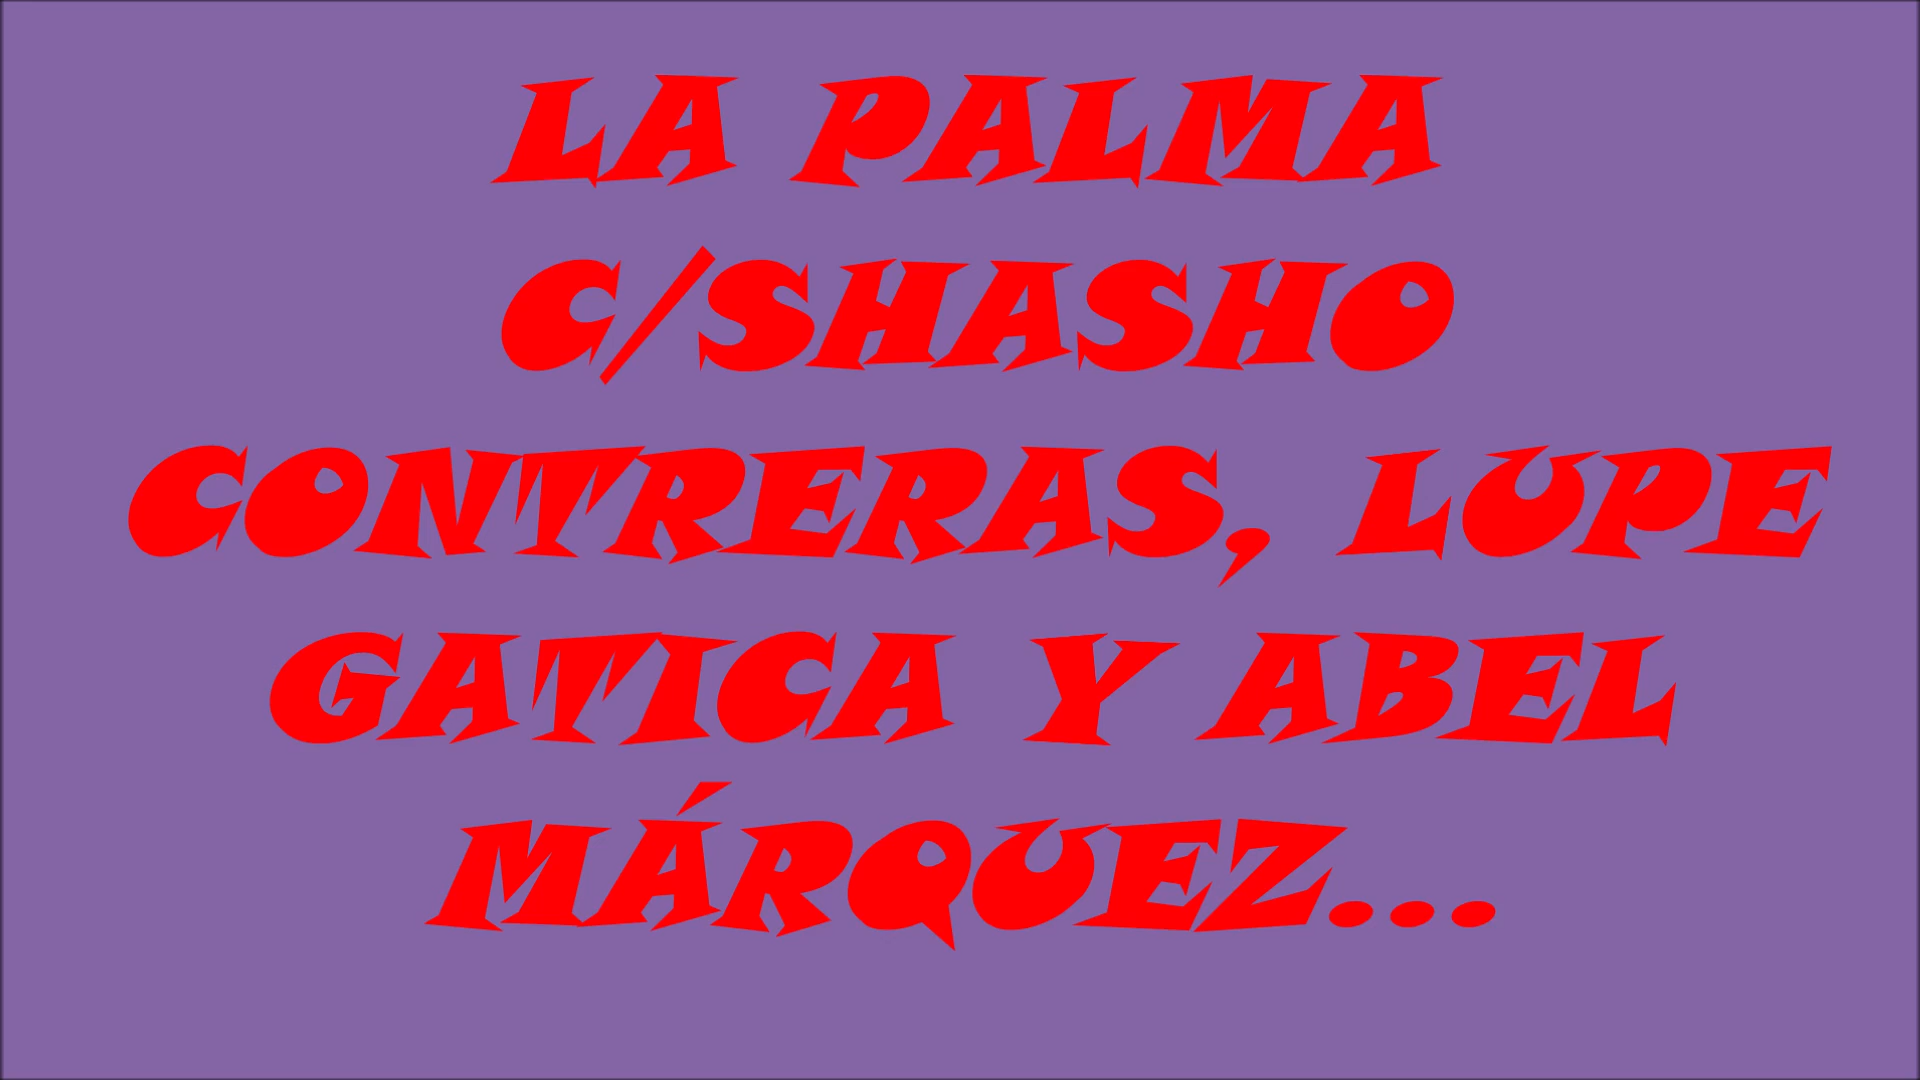 LA PALMA
C/SHASHO
CONTRERAS, LUPE
GATICA Y ABEL
MÁRQUEZ...